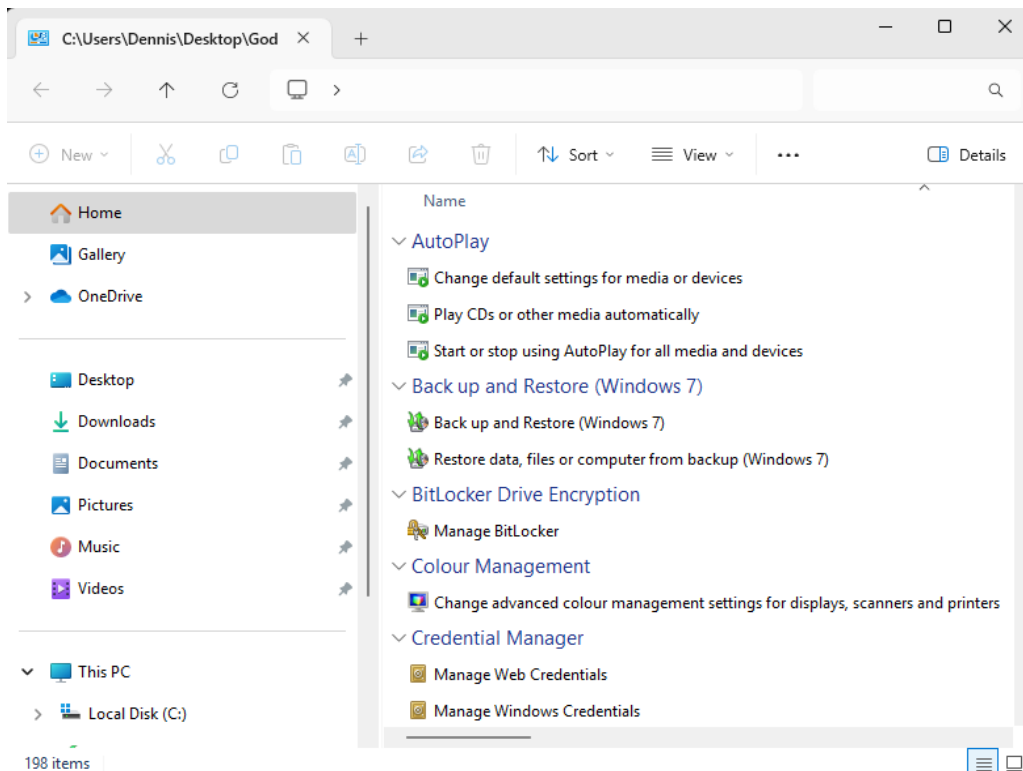 C:\Users\Dennis\Desktop\God
New
Sort
View
Details
Home
Gallery
OneDrive
Desktop
Downloads
Documents
Pictures
Music
Videos
This PC
Local Disk (C:)
Name
AutoPlay
Change default settings for media or devices
Play CDs or other media automatically
Start or stop using AutoPlay for all media and devices
Back up and Restore (Windows 7)
Back up and Restore (Windows 7)
Restore data, files or computer from backup (Windows 7)
BitLocker Drive Encryption
Manage BitLocker
Colour Management
Change advanced colour management settings for displays, scanners and printers
Credential Manager
Manage Web Credentials
Manage Windows Credentials
198 items